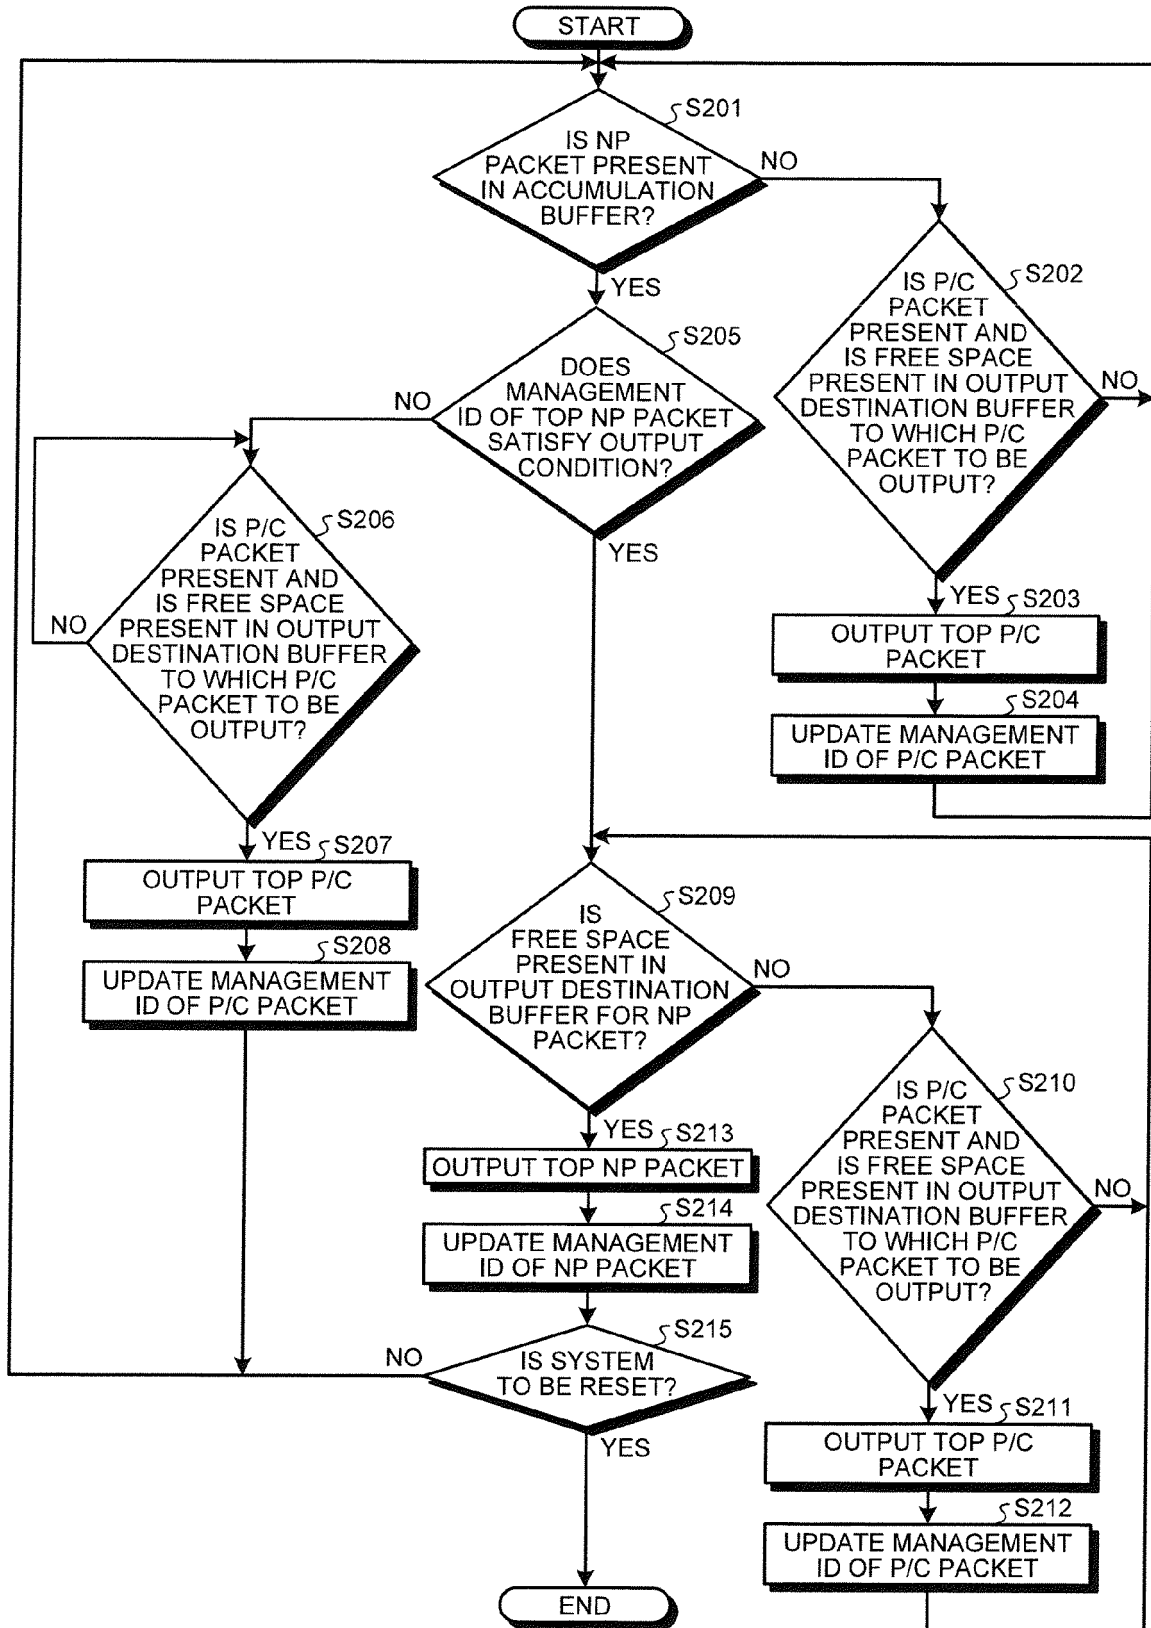 START
S201
IS NP
PACKET PRESENT
IN ACCUMULATION
BUFFER?
NO
YES
S202
IS P/C
PACKET
PRESENT AND
IS FREE SPACE
PRESENT IN OUTPUT
DESTINATION BUFFER
TO WHICH P/C
PACKET TO BE
OUTPUT?
NO
YES
S203
OUTPUT TOP P/C
PACKET
S204
UPDATE MANAGEMENT
ID OF P/C PACKET
S205
DOES
MANAGEMENT
ID OF TOP NP PACKET
SATISFY OUTPUT
CONDITION?
NO
YES
S206
IS P/C
PACKET
PRESENT AND
IS FREE SPACE
PRESENT IN OUTPUT
DESTINATION BUFFER
TO WHICH P/C
PACKET TO BE
OUTPUT?
NO
YES
S207
OUTPUT TOP P/C
PACKET
S208
UPDATE MANAGEMENT
ID OF P/C PACKET
S209
IS
FREE SPACE
PRESENT IN
OUTPUT DESTINATION
BUFFER FOR NP
PACKET?
NO
YES
S210
IS P/C
PACKET
PRESENT AND
IS FREE SPACE
PRESENT IN OUTPUT
DESTINATION BUFFER
TO WHICH P/C
PACKET TO BE
OUTPUT?
NO
YES
S211
OUTPUT TOP P/C
PACKET
S212
UPDATE MANAGEMENT
ID OF P/C PACKET
S213
OUTPUT TOP NP PACKET
S214
UPDATE MANAGEMENT
ID OF NP PACKET
S215
IS SYSTEM
TO BE RESET?
NO
YES
END